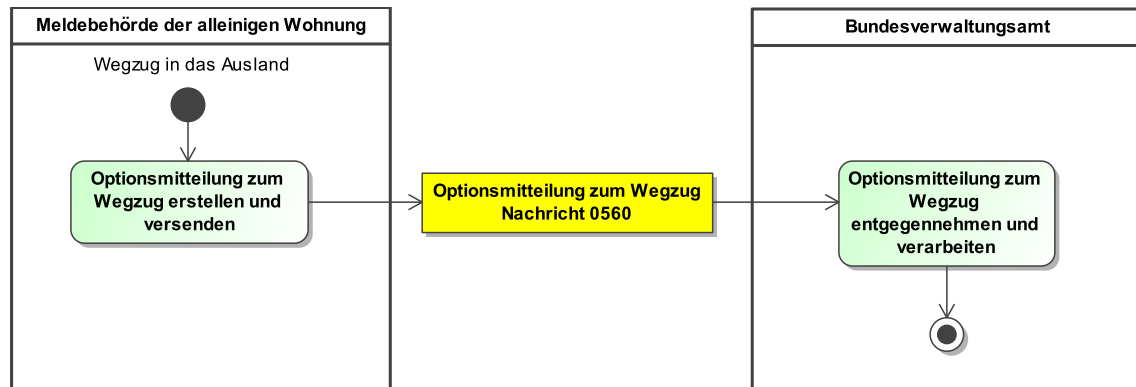 Meldebehörde der alleinigen Wohnung
Bundesverwaltungsamt
Wegzug in das Ausland
Optionsmitteilung zum
Wegzug erstellen und
versenden
Optionsmitteilung zum Wegzug
Nachricht 0560
Optionsmitteilung zum
Wegzug
entgegennehmen und
verarbeiten